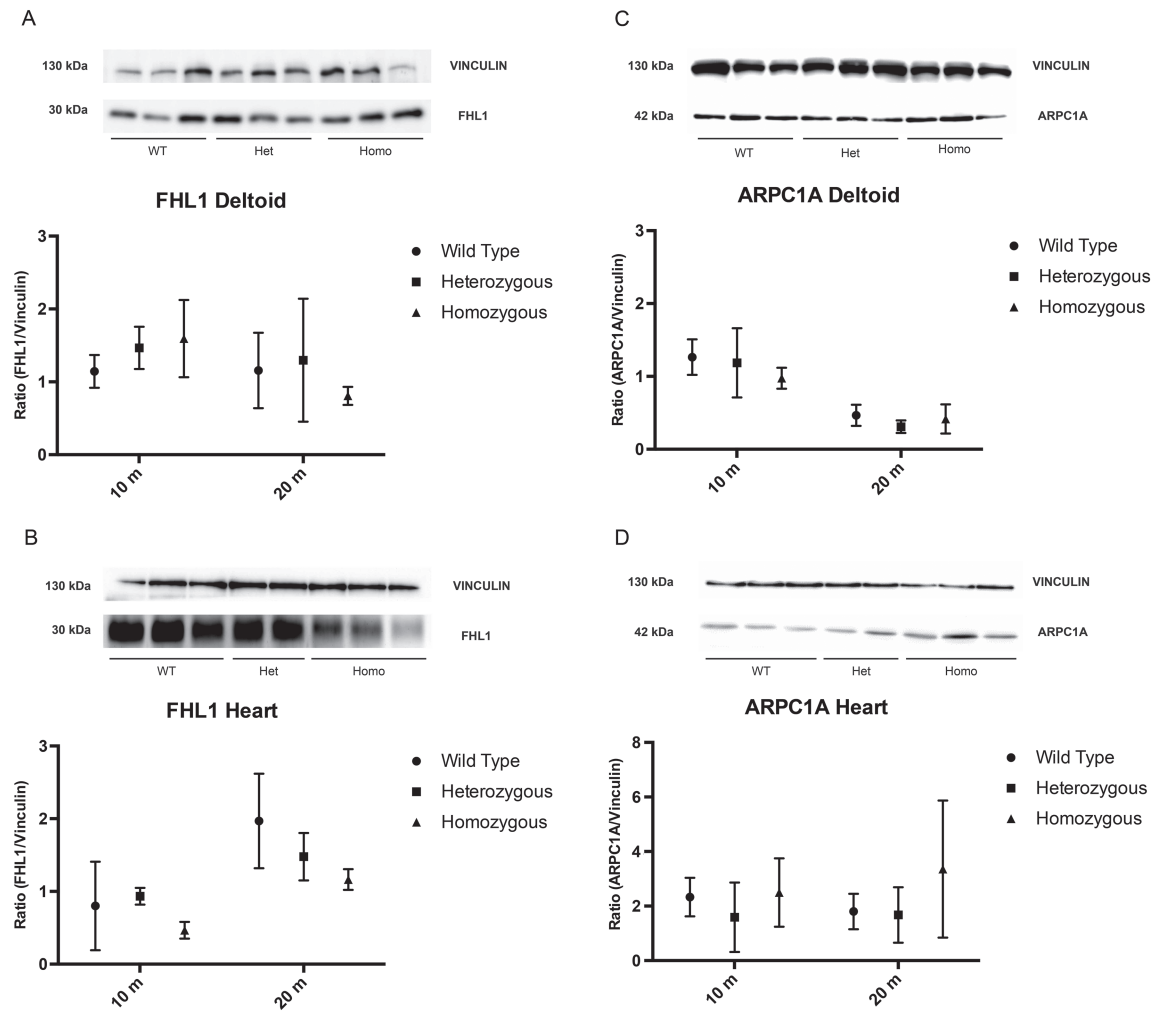 A
130 kDa
VINCULIN
30 kDa
FHL1
WT Het Homo
FHL1 Deltoid
3
2
1
0
Ratio (FHL1/Vinculin)
10 m 20 m
Wild Type
Heterozygous
Homozygous
C
130 kDa
VINCULIN
42 kDa
ARPC1A
WT Het Homo
ARPC1A Deltoid
3
2
1
0
Ratio (ARPC1A/Vinculin)
10 m 20 m
Wild Type
Heterozygous
Homozygous
B
130 kDa
VINCULIN
30 kDa
FHL1
WT Het Homo
FHL1 Heart
3
2
1
0
Ratio (FHL1/Vinculin)
10 m 20 m
Wild Type
Heterozygous
Homozygous
D
130 kDa
VINCULIN
42 kDa
ARPC1A
WT Het Homo
ARPC1A Heart
8
6
4
2
0
Ratio (ARPC1A/Vinculin)
10 m 20 m
Wild Type
Heterozygous
Homozygous